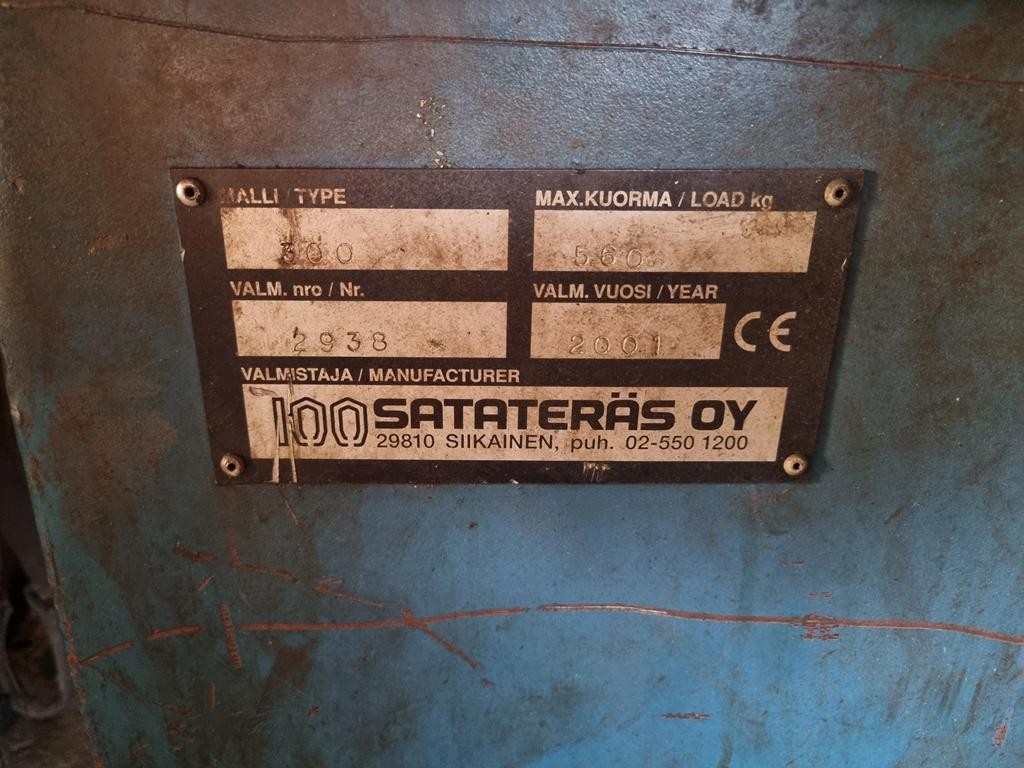 MALLI / TYPE
300
MAX.KUORMA / LOAD kg
560
VALM. nro / Nr.
2938
VALM. VUOSI / YEAR
2001
CE
VALMISTAJA / MANUFACTURER
100 SATATERÄS OY
29810 SIIKAINEN, puh. 02-550 1200